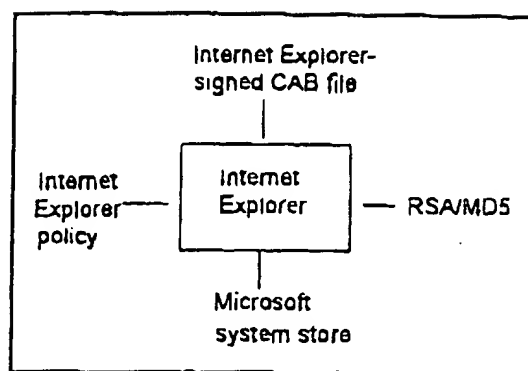 Internet Explorer-
signed CAB file
Internet
Explorer
policy
Internet
Explorer
RSA/MD5
Microsoft
system store